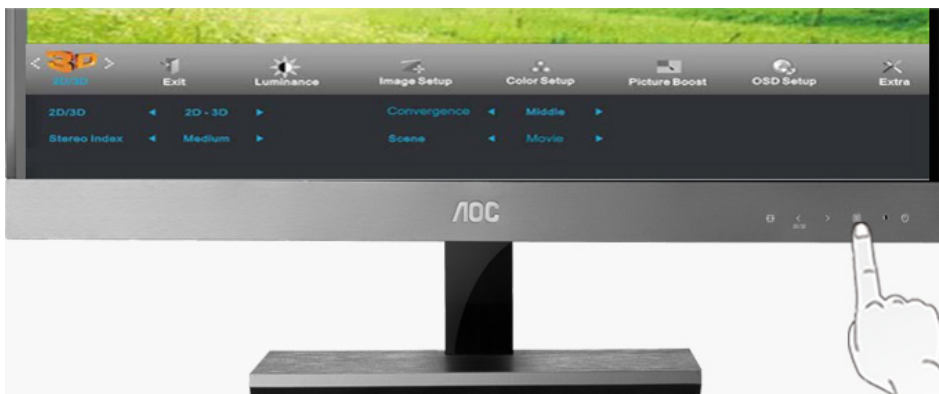 3D
2D/3D Exit Luminance Image Setup Color Setup Picture Boost OSD Setup Extra
2D/3D 2D - 3D Convergence Middle
Stereo Index Medium Scene Movie
AOC